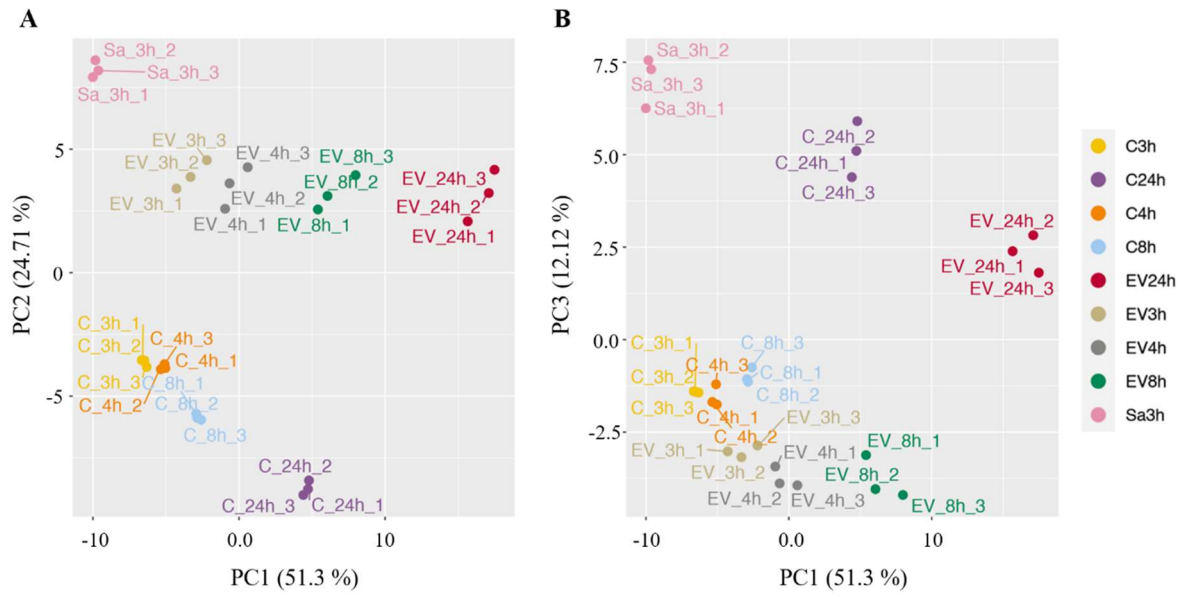 A
PC2 (24.71 %)
5
0
-5
Sa_3h_2
Sa_3h_3
Sa_3h_1
EV_3h_3
EV_3h_2
EV_3h_1
EV_4h_3
EV_4h_2
EV_4h_1
EV_8h_3
EV_8h_2
EV_8h_1
EV_24h_3
EV_24h_2
EV_24h_1
C_3h_1
C_3h_2
C_3h_3
C_4h_3
C_4h_1
C_4h_2
C_8h_1
C_8h_2
C_8h_3
C_24h_2
C_24h_3
C_24h_1
-10
0.0
10
PC1 (51.3 %)
B
PC3 (12.12 %)
7.5
5.0
2.5
0.0
-2.5
Sa_3h_2
Sa_3h_3
Sa_3h_1
C_24h_2
C_24h_1
C_24h_3
EV_24h_2
EV_24h_1
EV_24h_3
C_3h_1
C_3h_2
C_3h_3
C_4h_3
C_4h_1
C_4h_2
C_8h_3
C_8h_1
C_8h_2
EV_3h_3
EV_3h_1
EV_3h_2
EV_4h_1
EV_4h_2
EV_4h_3
EV_8h_1
EV_8h_2
EV_8h_3
-10
0.0
10
PC1 (51.3 %)
C3h
C24h
C4h
C8h
EV24h
EV3h
EV4h
EV8h
Sa3h